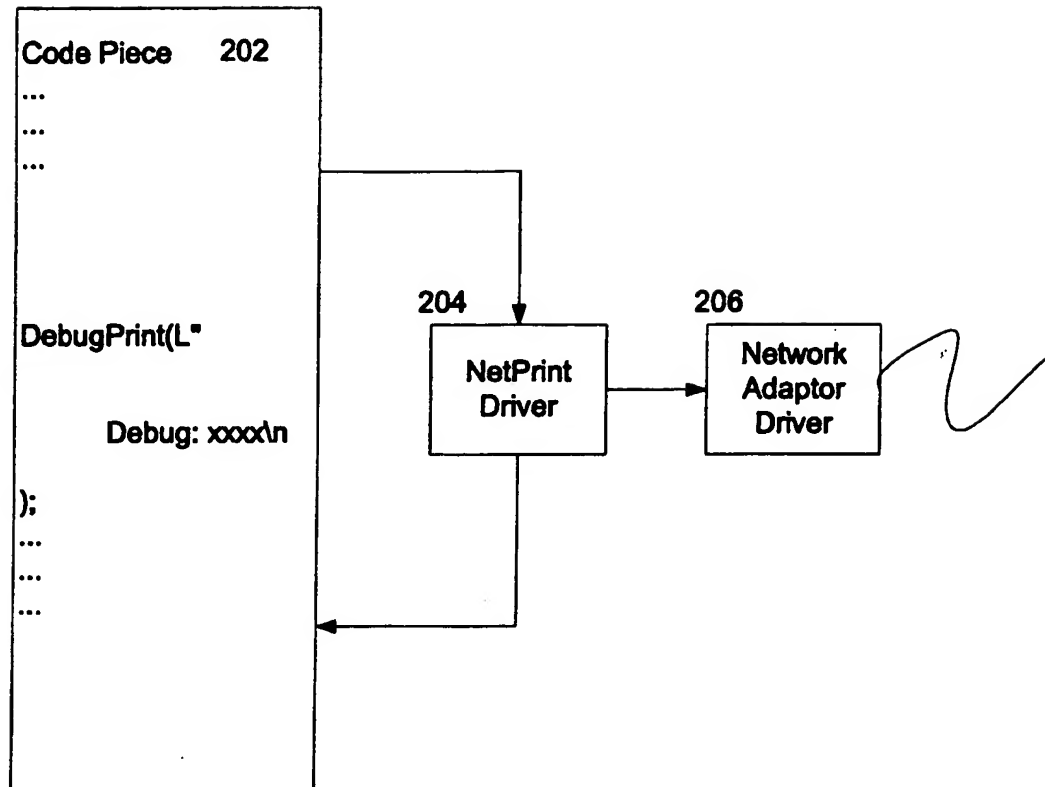 Code Piece 202
...
...
...
DebugPrint(L"
Debug: xxxx\n
);
...
...
...
204
NetPrint
Driver
206
Network
Adaptor
Driver